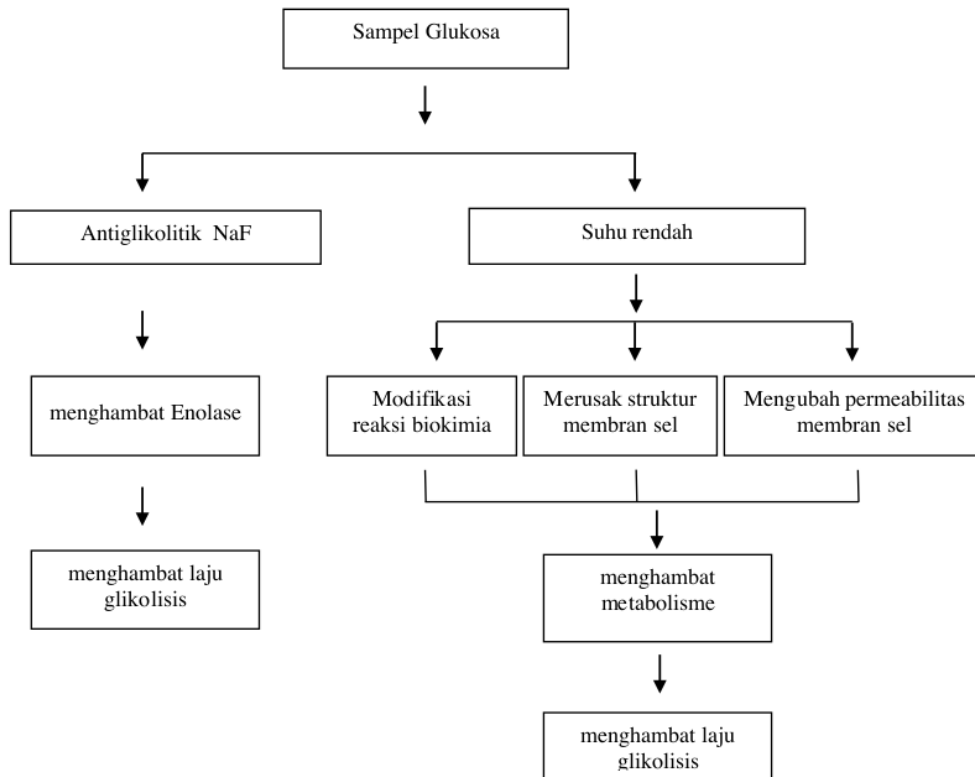 Sampel Glukosa
Antiglikolitik NaF
Suhu rendah
menghambat Enolase
Modifikasi
reaksi biokimia
Merusak struktur
membran sel
Mengubah permeabilitas
membran sel
menghambat laju
glikolisis
menghambat
metabolisme
menghambat laju
glikolisis